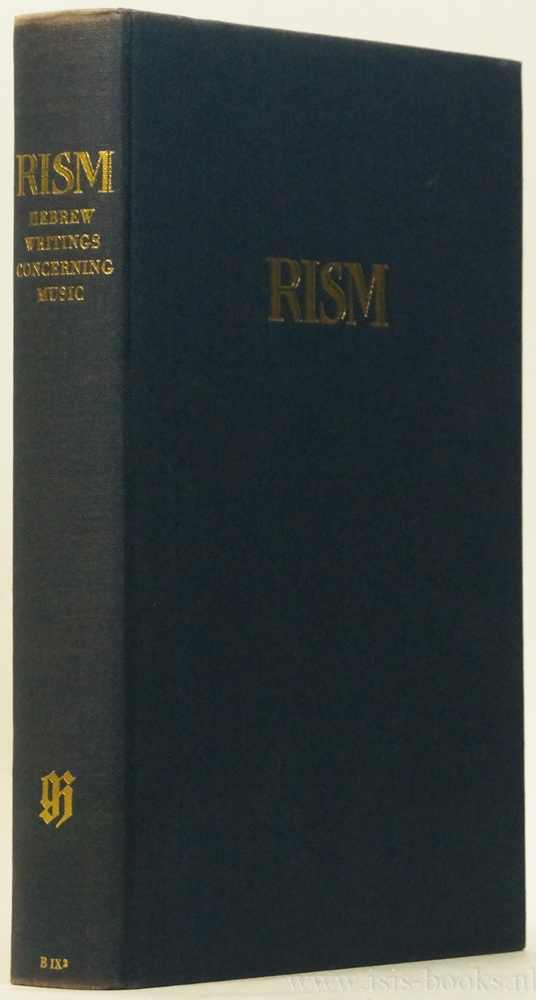 RISM
HEBREW
WRITINGS
CONCERNING
MUSIC
B IX²
RISM
www.isis-books.nl